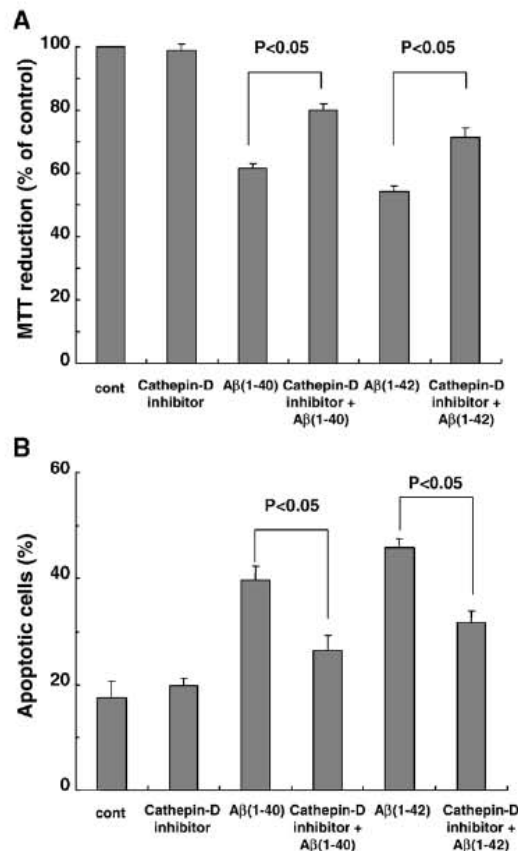 A
P<0.05
P<0.05
MTT reduction (% of control)
100
80
60
40
20
0
cont
Cathepin-D
inhibitor
Aβ(1-40)
Cathepin-D
inhibitor +
Aβ(1-40)
Aβ(1-42)
Cathepin-D
inhibitor +
Aβ(1-42)
B
P<0.05
P<0.05
Apoptotic cells (%)
60
40
20
0
cont
Cathepin-D
inhibitor
Aβ(1-40)
Cathepin-D
inhibitor +
Aβ(1-40)
Aβ(1-42)
Cathepin-D
inhibitor +
Aβ(1-42)